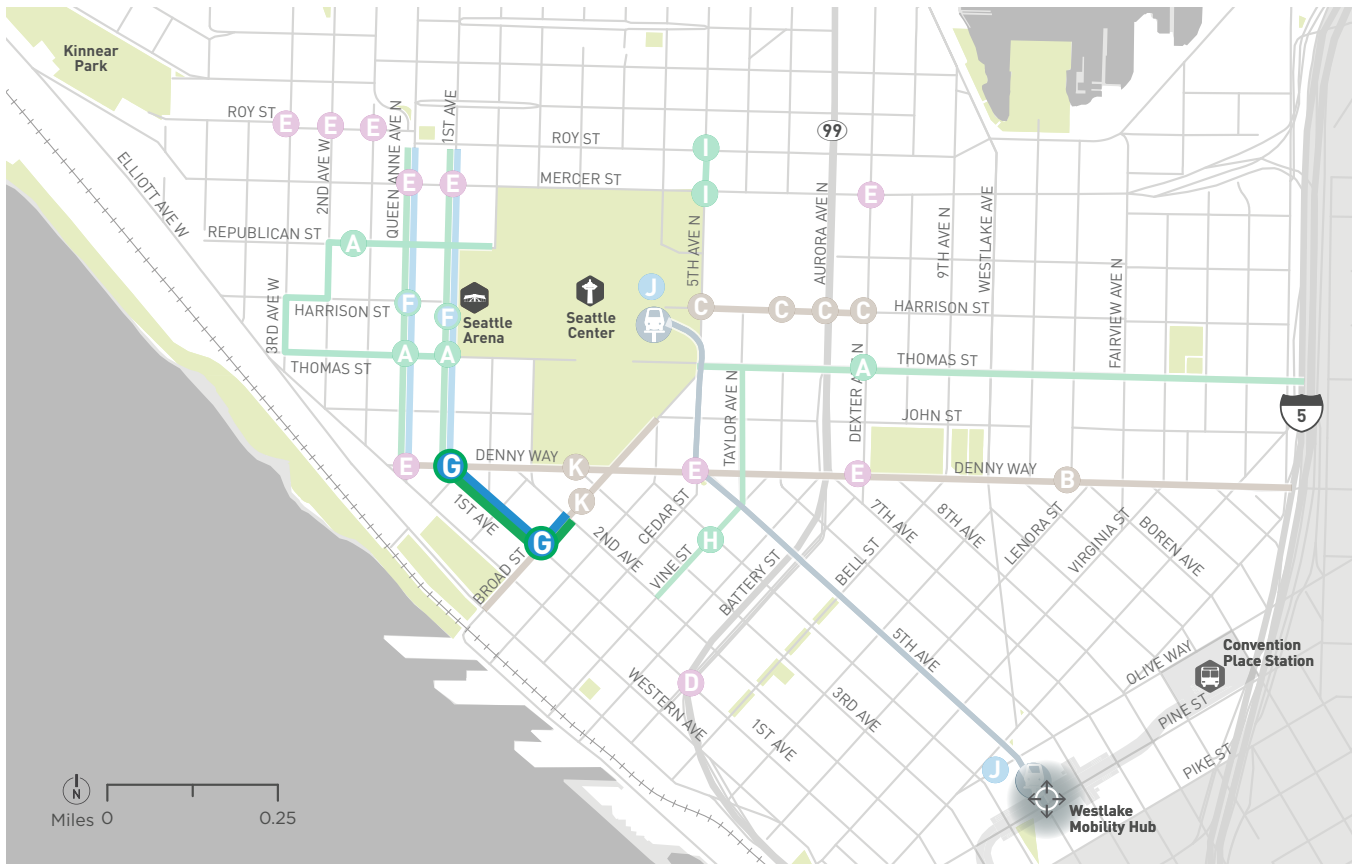 Kinnear
Park
ROY ST
E
E
E
QUEEN ANNE AVE N
1ST AVE
2ND AVE W
ELLIOTT AVE W
ROY ST
I
99
MERCER ST
E
E
I
E
REPUBLICAN ST
A
5TH AVE N
AURORA AVE N
9TH AVE N
WESTLAKE AVE
FAIRVIEW AVE N
3RD AVE W
HARRISON ST
F
F
Seattle
Arena
Seattle
Center
J
C
C
C
C
HARRISON ST
THOMAS ST
A
A
TAYLOR AVE N
DEXTER AVE N
A
THOMAS ST
JOHN ST
5
E
G
DENNY WAY
K
E
E
DENNY WAY
B
K
1ST AVE
G
BROAD ST
2ND AVE
CEDAR ST
VINE ST
H
BATTERY ST
BELL ST
7TH AVE
8TH AVE
LENORA ST
VIRGINIA ST
BOREN AVE
D
WESTERN AVE
1ST AVE
3RD AVE
5TH AVE
OLIVE WAY
Convention
Place Station
PINE ST
PIKE ST
J
Westlake
Mobility Hub
N
Miles 0 0.25